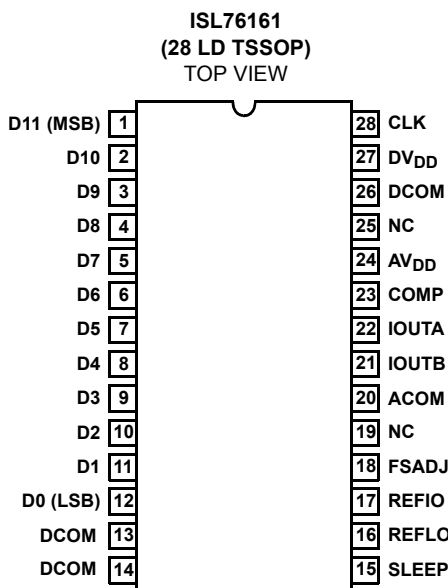 ISL76161
(28 LD TSSOP)
TOP VIEW
D11 (MSB) 1 28 CLK
D10 2 27 DVDD
D9 3 26 DCOM
D8 4 25 NC
D7 5 24 AVDD
D6 6 23 COMP
D5 7 22 IOUTA
D4 8 21 IOUTB
D3 9 20 ACOM
D2 10 19 NC
D1 11 18 FSADJ
D0 (LSB) 12 17 REFIO
DCOM 13 16 REFLO
DCOM 14 15 SLEEP